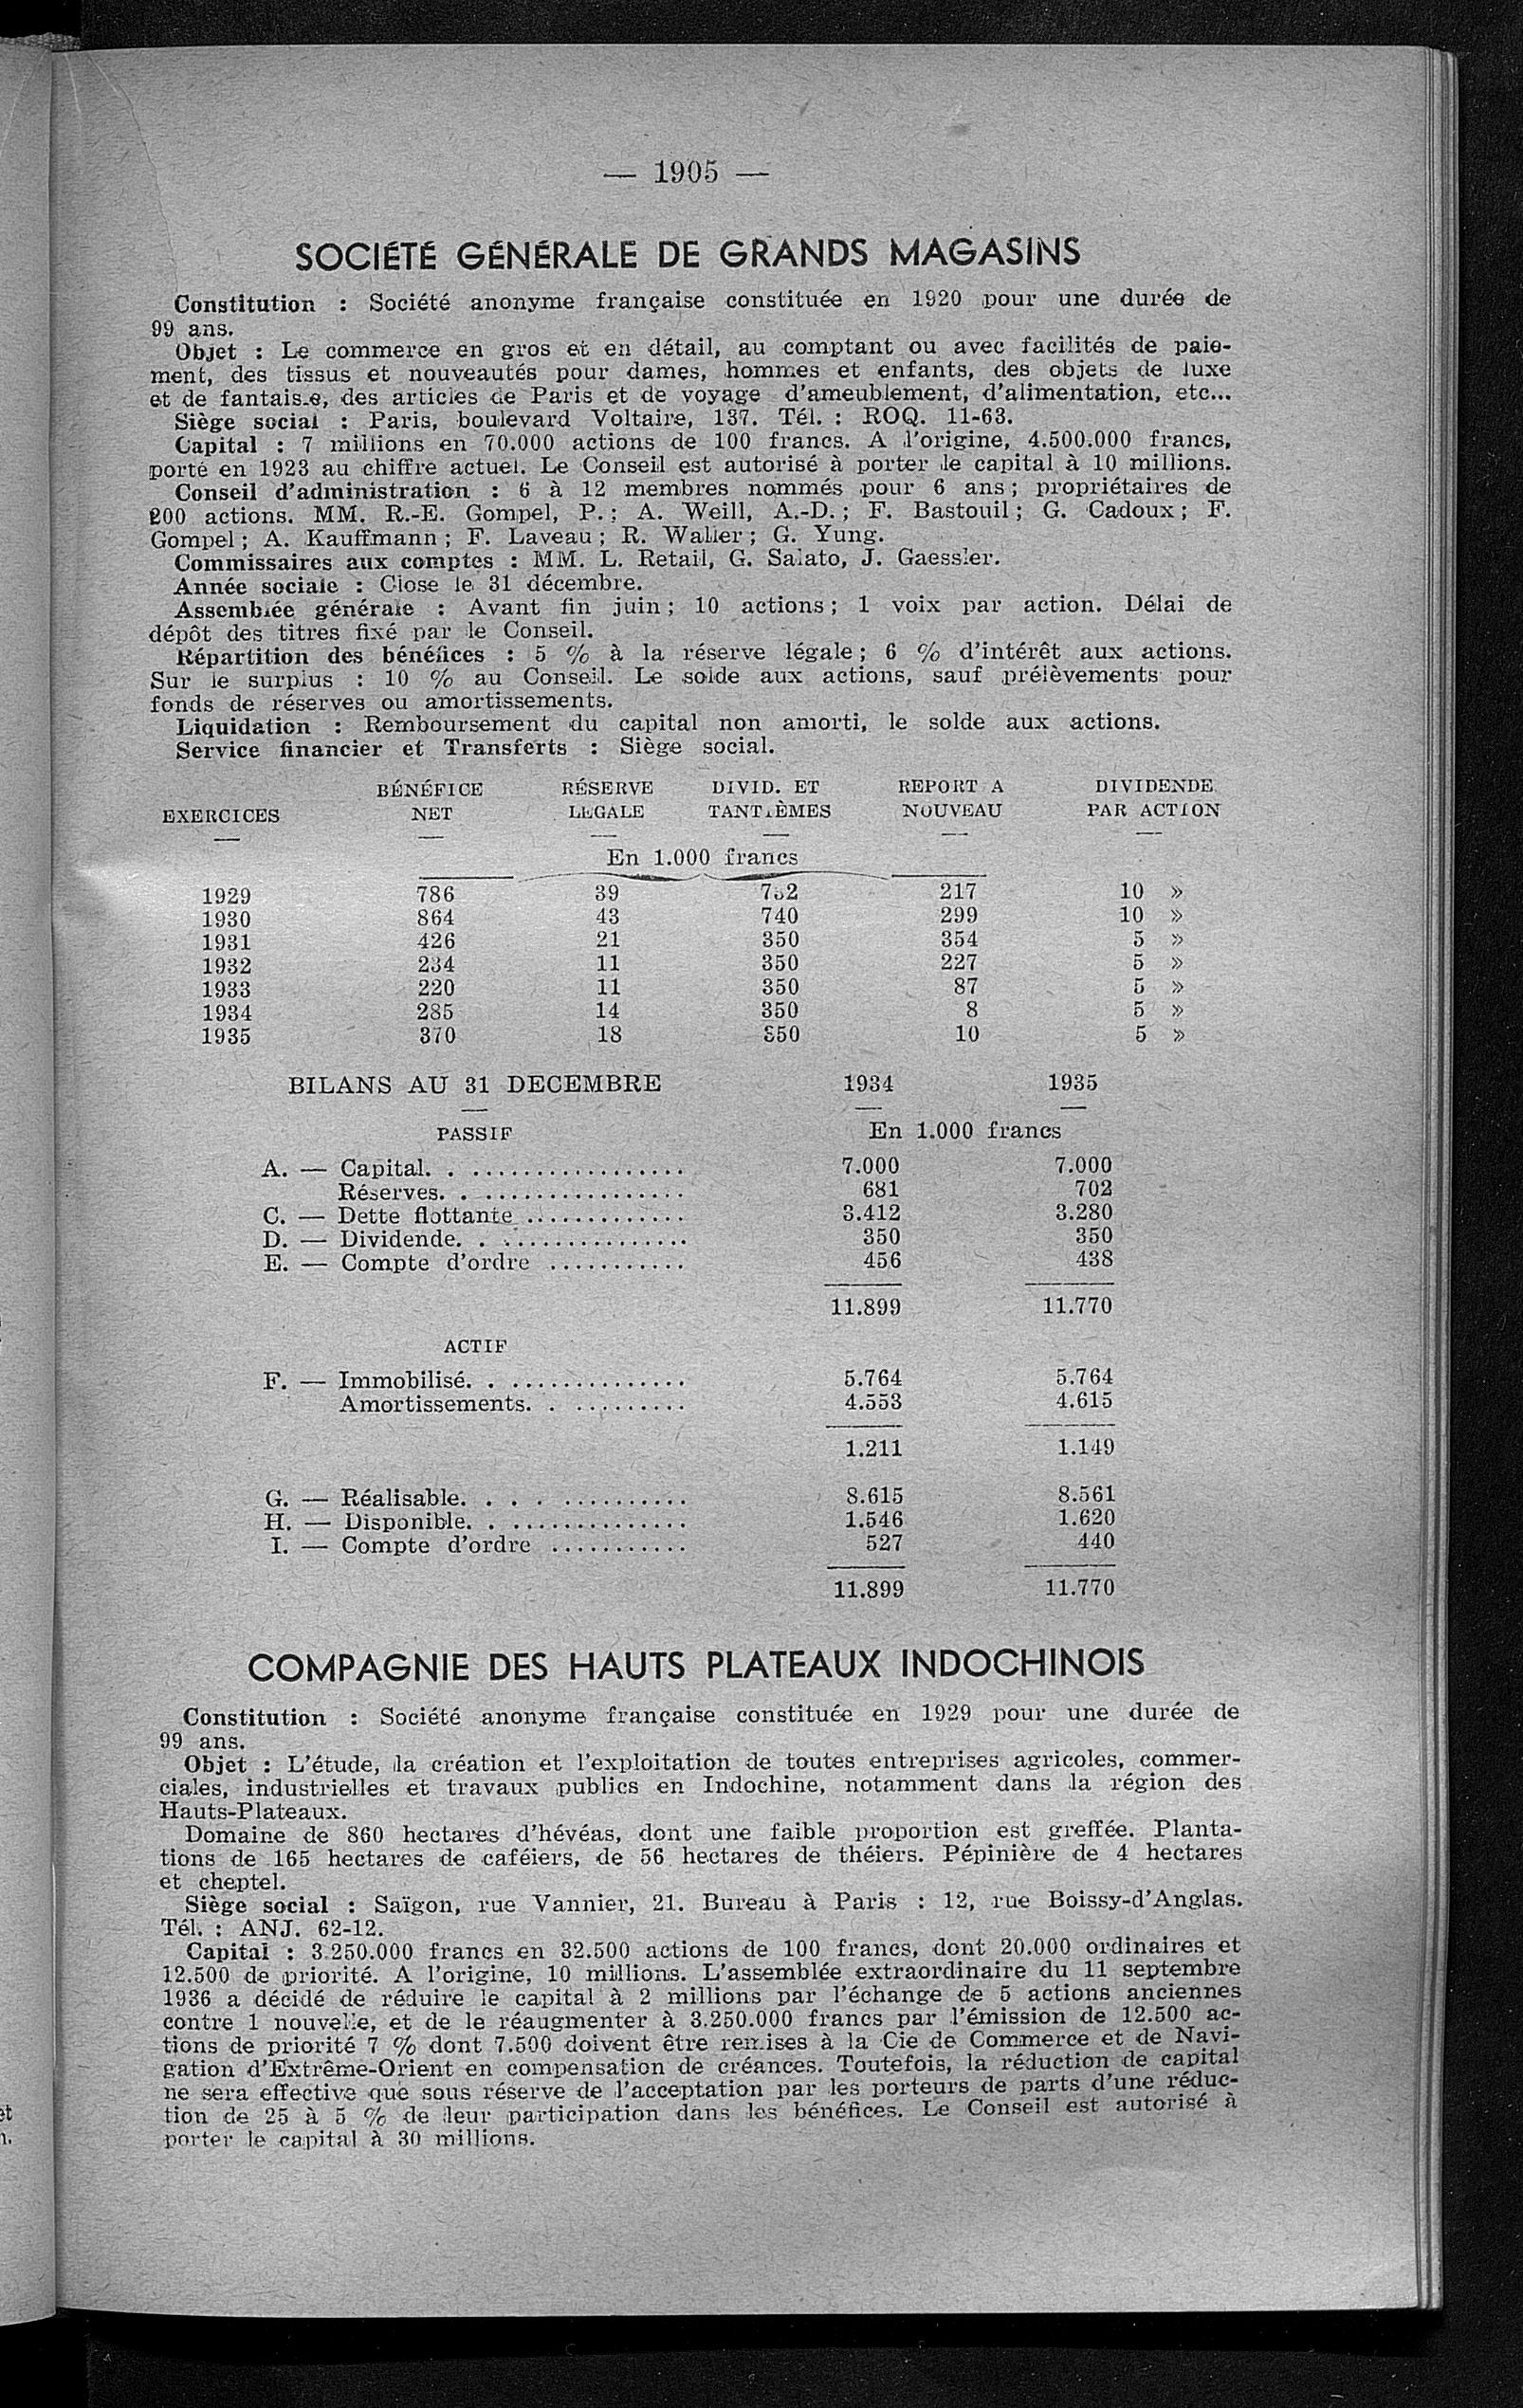 — 1905 —
SOCIÉTÉ GÉNÉRALE DE GRANDS MAGASINS
Constitution : Société anonyme française constituée en 1920 pour une durée de
99 ans.
Objet : Le commerce en gros et en détail, au comptant ou avec facilités de paie-
ment, des tissus et nouveautés pour dames, hommes et enfants, des objets de luxe
et de fantaisie, des articles de Paris et de voyage d'ameublement, d'alimentation, etc...
Siège social : Paris, boulevard Voltaire, 137. Tél. : ROQ. 11-63.
Capital : 7 millions en 70.000 actions de 100 francs. A l'origine, 4.500.000 francs,
porté en 1923 au chiffre actuel. Le Conseil est autorisé à porter le capital à 10 millions.
Conseil d'administration : 6 à 12 membres nommés pour 6 ans ; propriétaires de
200 actions. MM. R.-E. Gompel, P. ; A. Weill, A.-D. ; F. Bastouil ; G. Cadoux ; F.
Gompel ; A. Kauffmann ; F. Laveau ; R. Waller ; G. Yung.
Commissaires aux comptes : MM. L. Retail, G. Salato, J. Gaessler.
Année sociale : Close le 31 décembre.
Assemblée générale : Avant fin juin ; 10 actions ; 1 voix par action. Délai de
dépôt des titres fixé par le Conseil.
Répartition des bénéfices : 5 % à la réserve légale ; 6 % d'intérêt aux actions.
Sur le surplus : 10 % au Conseil. Le solde aux actions, sauf prélèvements pour
fonds de réserves ou amortissements.
Liquidation : Remboursement du capital non amorti, le solde aux actions.
Service financier et Transferts : Siège social.
BÉNÉFICE RÉSERVE DIVID. ET REPORT A DIVIDENDE
EXERCICES NET LÉGALE TANTIÈMES NOUVEAU PAR ACTION
En 1.000 francs
1929 786 39 217 10 »
1930 864 43 740 299 10 »
1931 426 21 350 354 5 »
1932 234 11 350 227 5 »
1933 220 11 350 87 5 »
1934 285 14 350 8 5 »
1935 370 18 350 10 5 »
BILANS AU 31 DECEMBRE 1934 1935
PASSIF En 1.000 francs
A. — Capital. . . . . . . . . . . . . . . . . . . 7.000 7.000
Réserves. . . . . . . . . . . . . . . . . . 681 702
C. — Dette flottante . . . . . . . . . . . . . 3.412 3.280
D. — Dividende. . . . . . . . . . . . . . . . . 350 350
E. — Compte d'ordre . . . . . . . . . . . 456 438
11.899 11.770
ACTIF
F. — Immobilisé. . . . . . . . . . . . . . . . 5.764 5.764
Amortissements. . . . . . . . . . . 4.553 4.615
1.211 1.149
G. — Réalisable. . . . . . . . . . . . . . 8.615 8.561
H. — Disponible. . . . . . . . . . . . . . . . 1.546 1.620
I. — Compte d'ordre . . . . . . . . . . . 527 440
11.899 11.770
COMPAGNIE DES HAUTS PLATEAUX INDOCHINOIS
Constitution : Société anonyme française constituée en 1929 pour une durée de
99 ans.
Objet : L'étude, la création et l'exploitation de toutes entreprises agricoles, commer-
ciales, industrielles et travaux publics en Indochine, notamment dans la région des
Hauts-Plateaux.
Domaine de 860 hectares d'hévéas, dont une faible proportion est greffée. Planta-
tions de 165 hectares de caféiers, de 56 hectares de théiers. Pépinière de 4 hectares
et cheptel.
Siège social : Saïgon, rue Vannier, 21. Bureau à Paris : 12, rue Boissy-d'Anglas.
Tél. : ANJ. 62-12.
Capital : 3.250.000 francs en 32.500 actions de 100 francs, dont 20.000 ordinaires et
12.500 de priorité. A l'origine, 10 millions. L'assemblée extraordinaire du 11 septembre
1936 a décidé de réduire le capital à 2 millions par l'échange de 5 actions anciennes
contre 1 nouvelle, et de le réaugmenter à 3.250.000 francs par l'émission de 12.500 ac-
tions de priorité 7 % dont 7.500 doivent être remises à la Cie de Commerce et de Navi-
gation d'Extrême-Orient en compensation de créances. Toutefois, la réduction de capital
ne sera effective que sous réserve de l'acceptation par les porteurs de parts d'une réduc-
tion de 25 à 5 % de leur participation dans les bénéfices. Le Conseil est autorisé à
porter le capital à 30 millions.